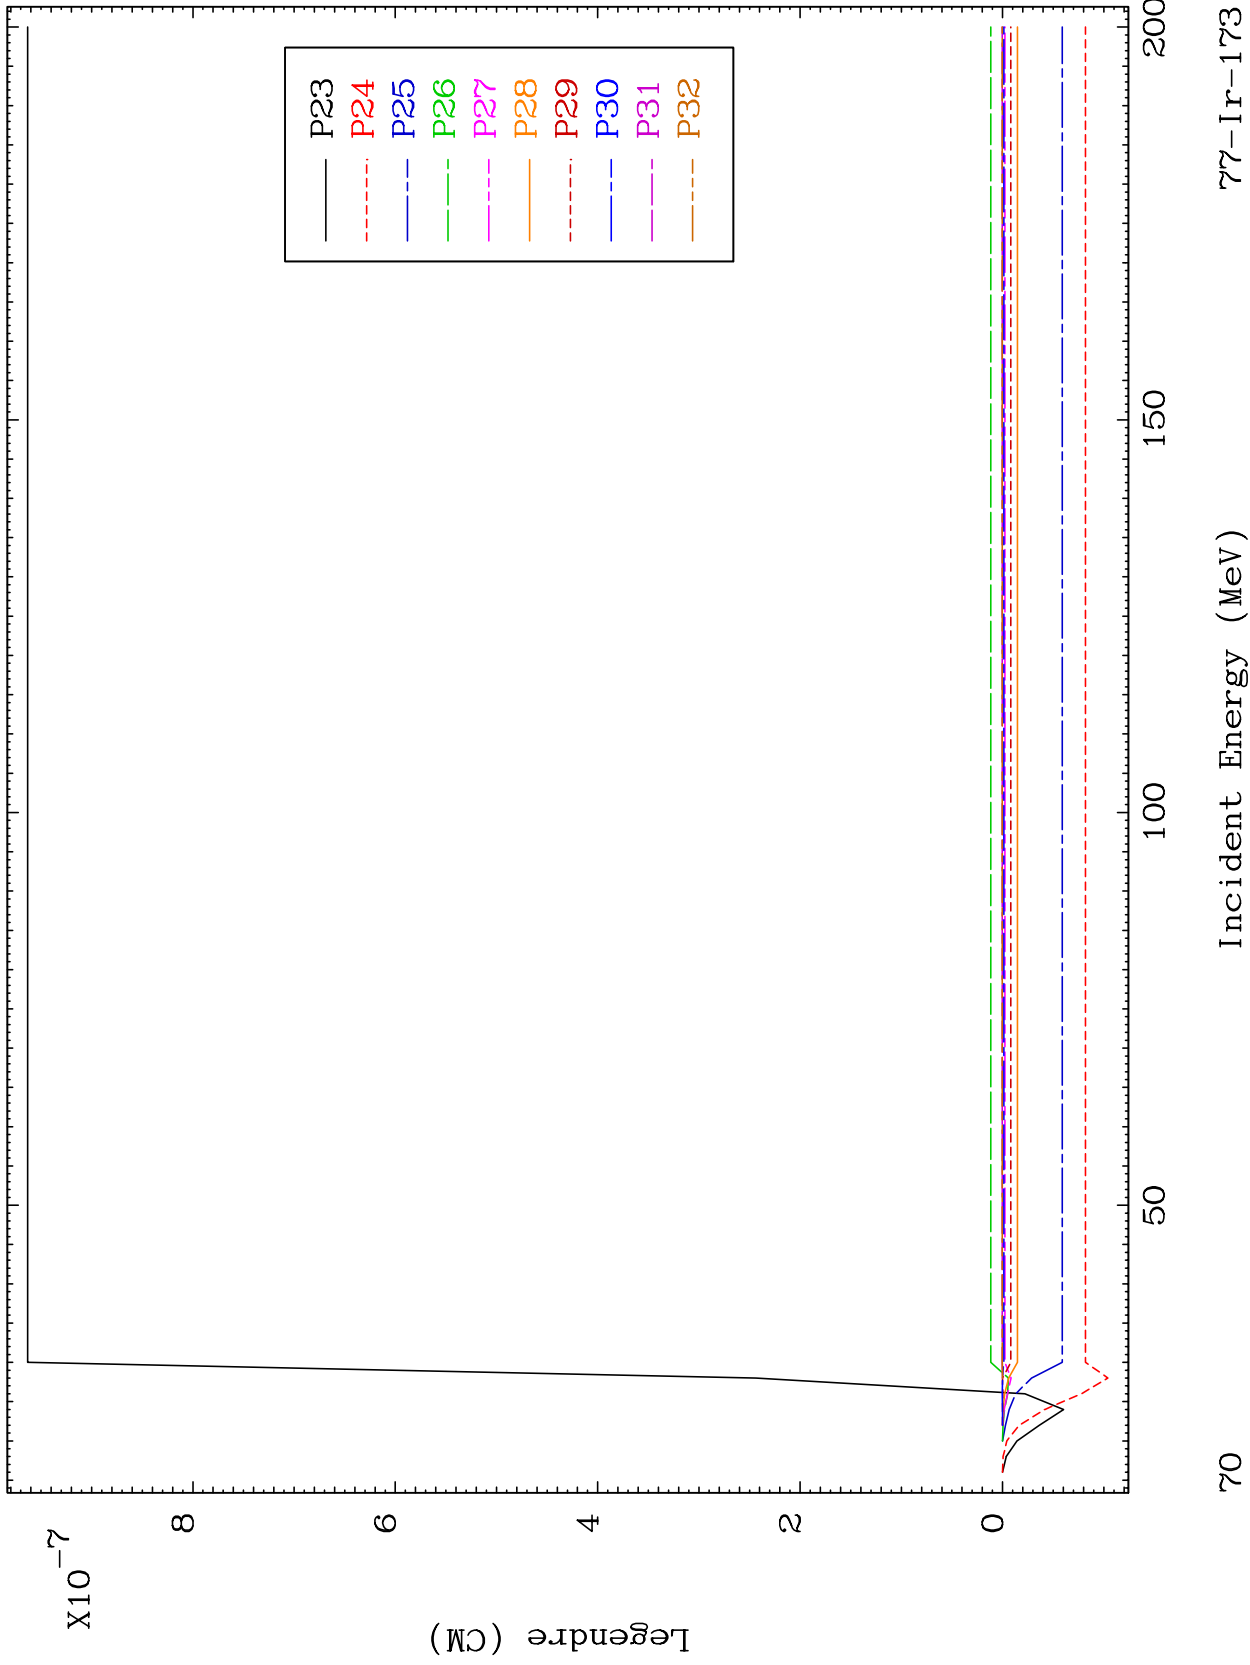 X10-7
8
6
4
2
0
Legendre (CM)
P23
P24
P25
P26
P27
P28
P29
P30
P31
P32
50
100
150
200
Incident Energy (MeV)
70
77-Ir-173